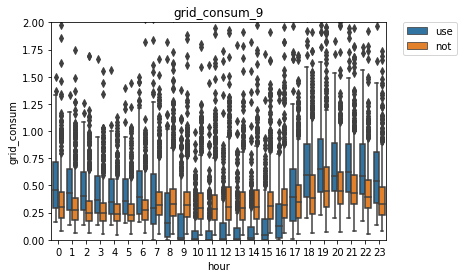 grid_consum_9
use
not
2.00
1.75
1.50
1.25
1.00
0.75
0.50
0.25
0.00
grid_consum
0 1 2 3 4 5 6 7 8 9 10 11 12 13 14 15 16 17 18 19 20 21 22 23
hour